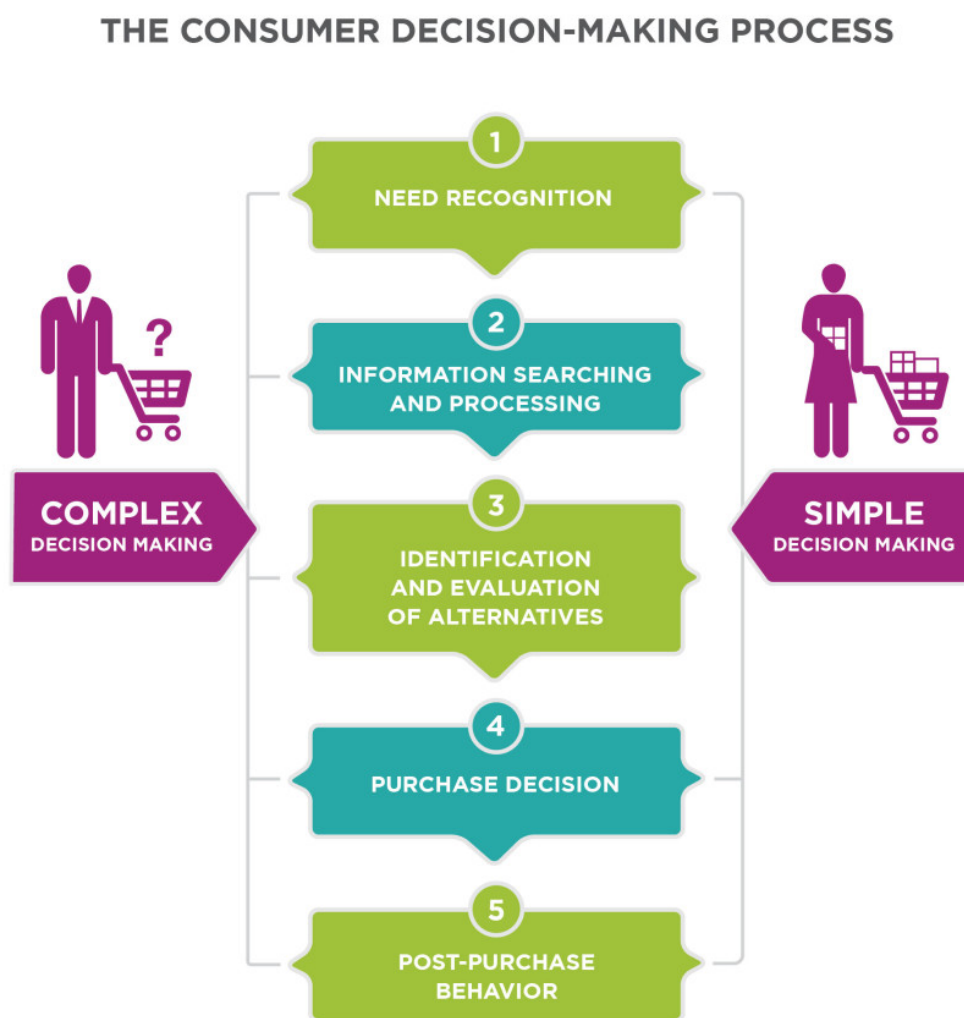 THE CONSUMER DECISION-MAKING PROCESS
1
NEED RECOGNITION
2
INFORMATION SEARCHING
AND PROCESSING
?
COMPLEX
DECISION MAKING
3
IDENTIFICATION
AND EVALUATION
OF ALTERNATIVES
SIMPLE
DECISION MAKING
4
PURCHASE DECISION
5
POST-PURCHASE
BEHAVIOR